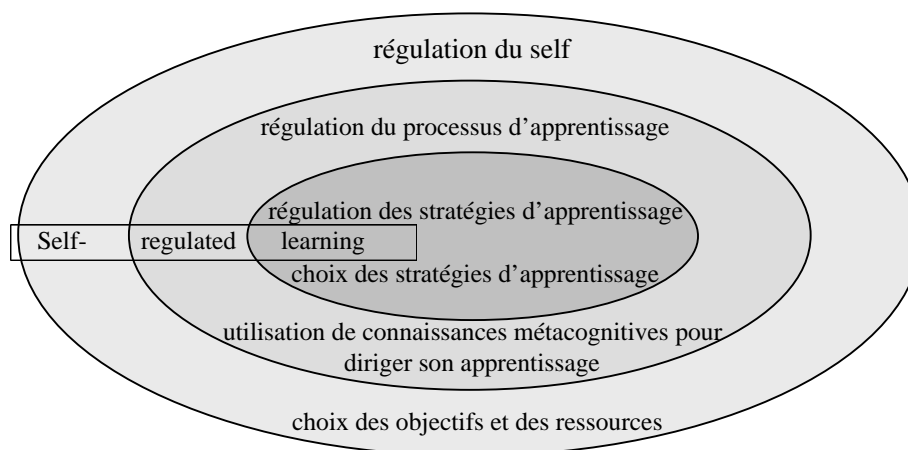 régulation du self
régulation du processus d’apprentissage
régulation des stratégies d’apprentissage
Self- regulated learning
choix des stratégies d’apprentissage
utilisation de connaissances métacognitives pour
diriger son apprentissage
choix des objectifs et des ressources